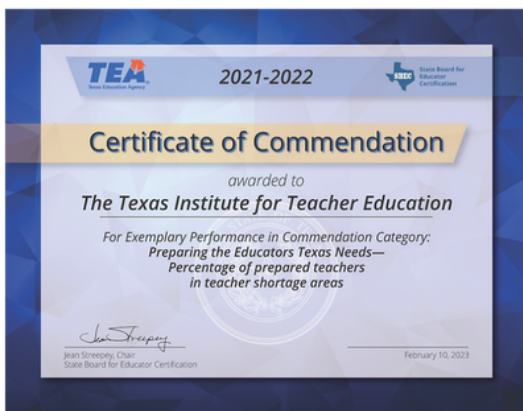 TEA
Texas Education Agency
2021-2022
SBEC
State Board for
Educator
Certification
Certificate of Commendation
awarded to
The Texas Institute for Teacher Education
For Exemplary Performance in Commendation Category:
Preparing the Educators Texas Needs—
Percentage of prepared teachers
in teacher shortage areas
Jean Streepey
Jean Streepey, Chair
State Board for Educator Certification
February 10, 2023